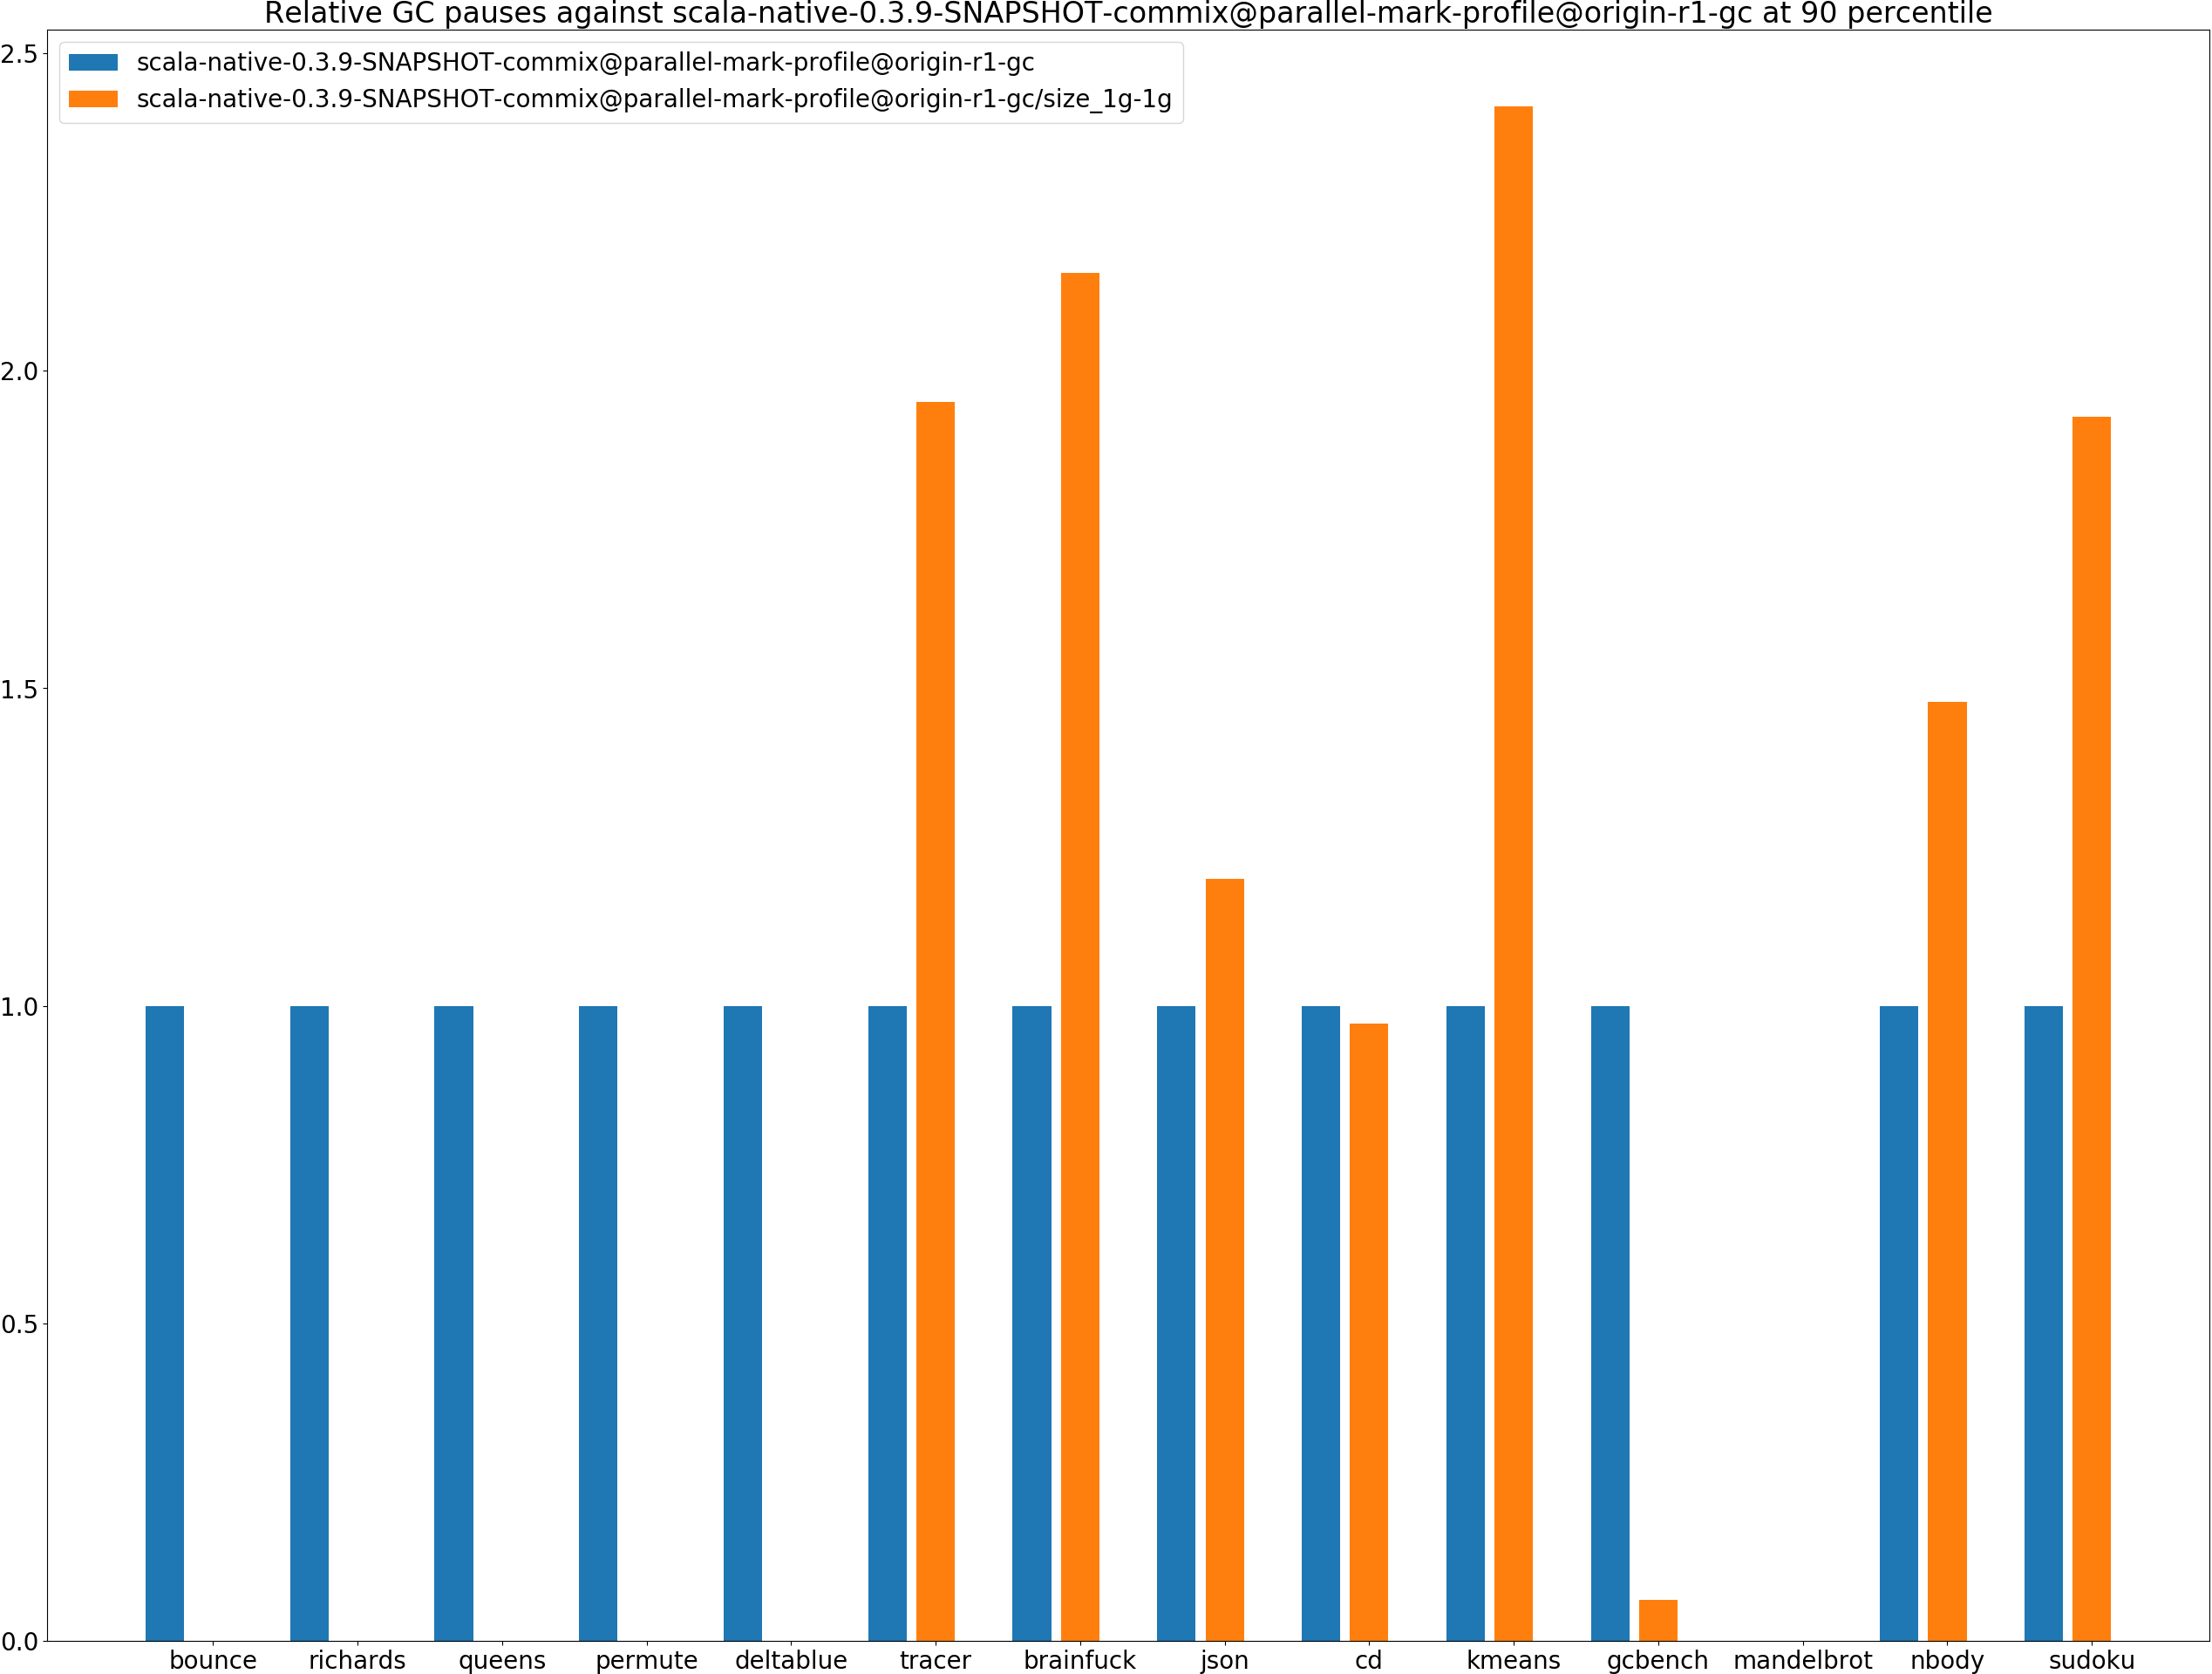 Relative GC pauses against scala-native-0.3.9-SNAPSHOT-commix@parallel-mark-profile@origin-r1-gc at 90 percentile
scala-native-0.3.9-SNAPSHOT-commix@parallel-mark-profile@origin-r1-gc
scala-native-0.3.9-SNAPSHOT-commix@parallel-mark-profile@origin-r1-gc/size_1g-1g
2.5
2.0
1.5
1.0
0.5
0.0
bounce richards queens permute deltablue tracer brainfuck json cd kmeans gcbench mandelbrot nbody sudoku